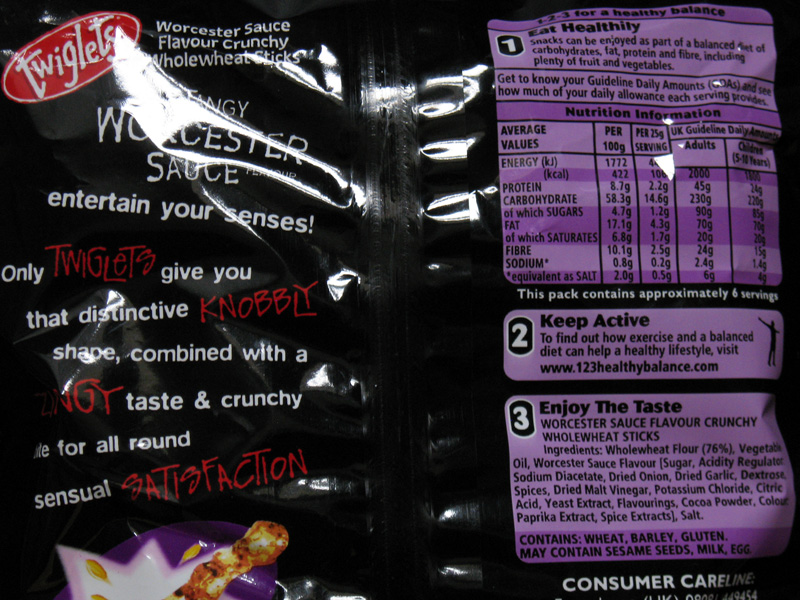 Twiglets
Worcester Sauce
Flavour Crunchy
Wholewheat Sticks
TANGY
WORCESTER
SAUCE FLAVOUR
entertain your senses!
Only TWIGLETS give you
that distinctive KNOBBLY
shape, combined with a
ZINGY taste & crunchy
bite for all round
sensual SATISFACTION
1-2-3 for a healthy balance
1 Eat Healthily
Snacks can be enjoyed as part of a balanced diet of
carbohydrates, fat, protein and fibre, including
plenty of fruit and vegetables.
Get to know your Guideline Daily Amounts (GDAs) and see
how much of your daily allowance each serving provides.
Nutrition Information
AVERAGE VALUES PER 100g PER 25g SERVING UK Guideline Daily Amounts Adults Children (5-10 Years)
ENERGY (kJ) 1772
(kcal) 422 2000 1800
PROTEIN 8.7g 2.2g 45g 24g
CARBOHYDRATE 58.3g 14.6g 230g 220g
of which SUGARS 4.7g 1.2g 90g 85g
FAT 17.1g 4.3g 70g 70g
of which SATURATES 6.8g 1.7g 20g 20g
FIBRE 10.1g 2.5g 24g 15g
SODIUM* 0.8g 0.2g 2.4g 1.4g
*equivalent as SALT 2.0g 0.5g 6g 4g
This pack contains approximately 6 servings
2 Keep Active
To find out how exercise and a balanced
diet can help a healthy lifestyle, visit
www.123healthybalance.com
3 Enjoy The Taste
WORCESTER SAUCE FLAVOUR CRUNCHY
WHOLEWHEAT STICKS
Ingredients: Wholewheat Flour (76%), Vegetable
Oil, Worcester Sauce Flavour [Sugar, Acidity Regulator
Sodium Diacetate, Dried Onion, Dried Garlic, Dextrose,
Spices, Dried Malt Vinegar, Potassium Chloride, Citric
Acid, Yeast Extract, Flavourings, Cocoa Powder, Colour
Paprika Extract, Spice Extracts], Salt.
CONTAINS: WHEAT, BARLEY, GLUTEN.
MAY CONTAIN SESAME SEEDS, MILK, EGG.
CONSUMER CARELINE:
(UK) 449454